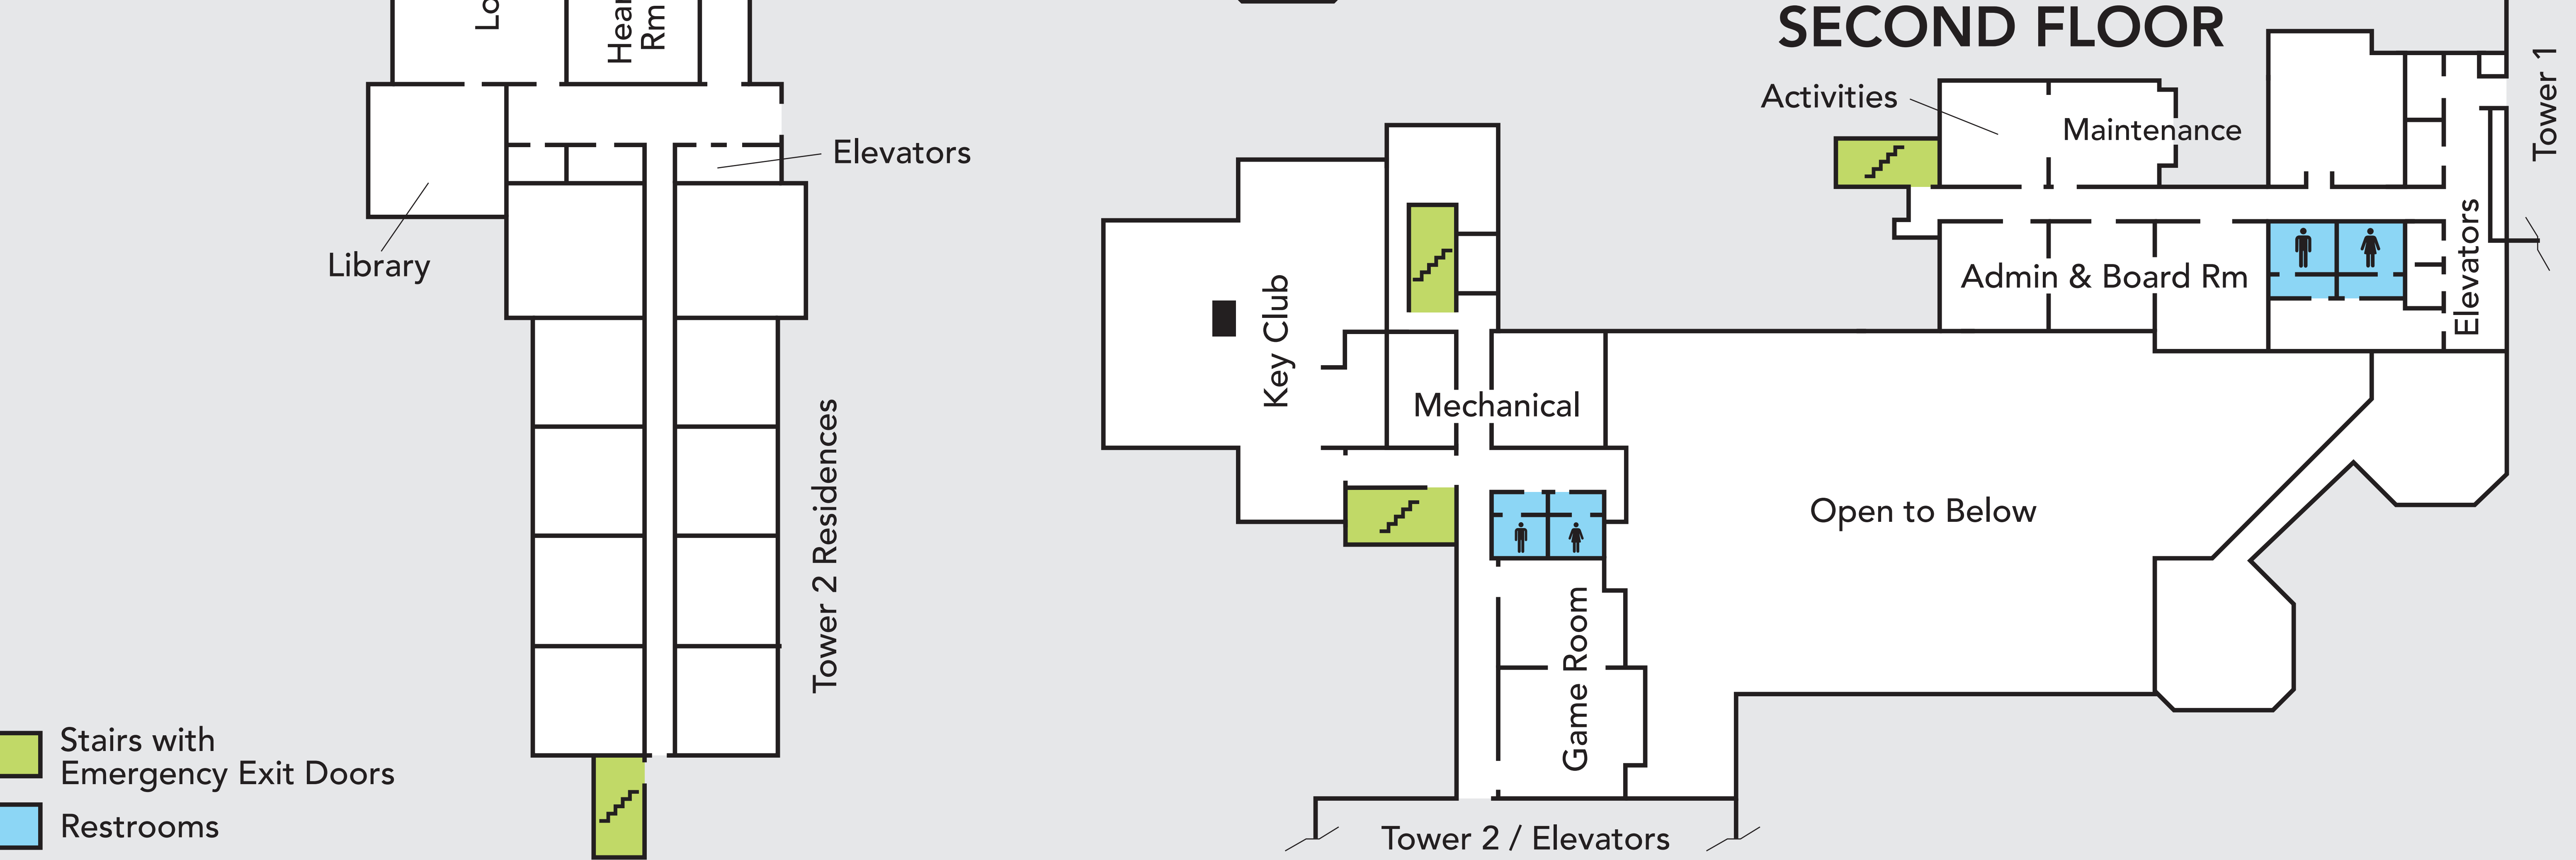 SECOND FLOOR
Tower 1
Activities
Maintenance
Elevators
Library
Key Club
Admin & Board Rm
Elevators
Mechanical
Open to Below
Tower 2 Residences
Game Room
Stairs with
Emergency Exit Doors
Restrooms
Tower 2 / Elevators
Rm